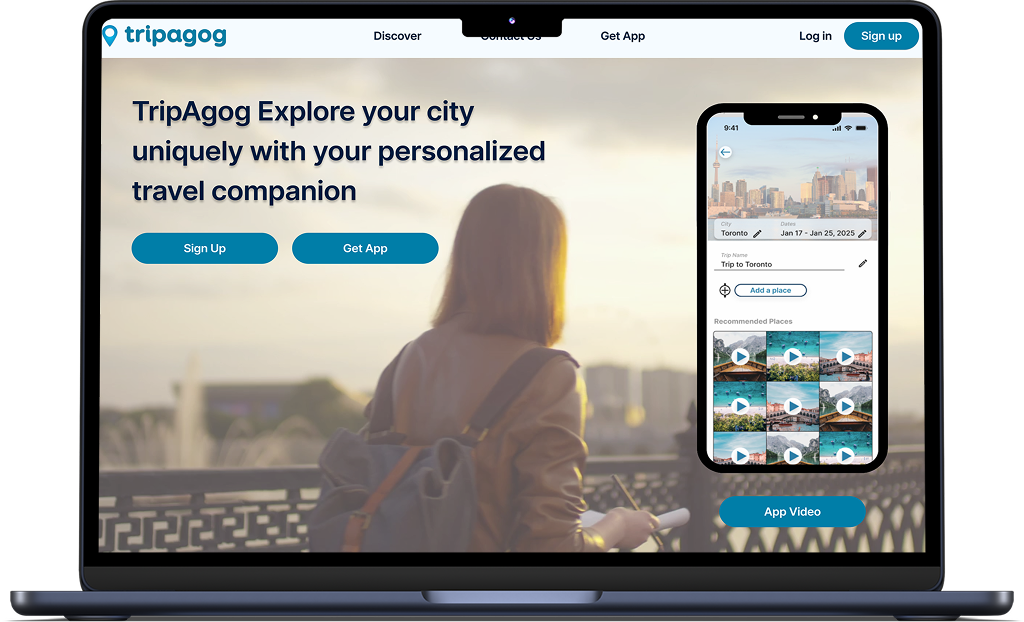 tripagog
Discover
Contact Us
Get App
Log in
Sign up
TripAgog Explore your city
uniquely with your personalized
travel companion
Sign Up
Get App
9:41
City
Toronto
Dates
Jan 17 - Jan 25, 2025
Trip Name
Trip to Toronto
Add a place
Recommended Places
App Video